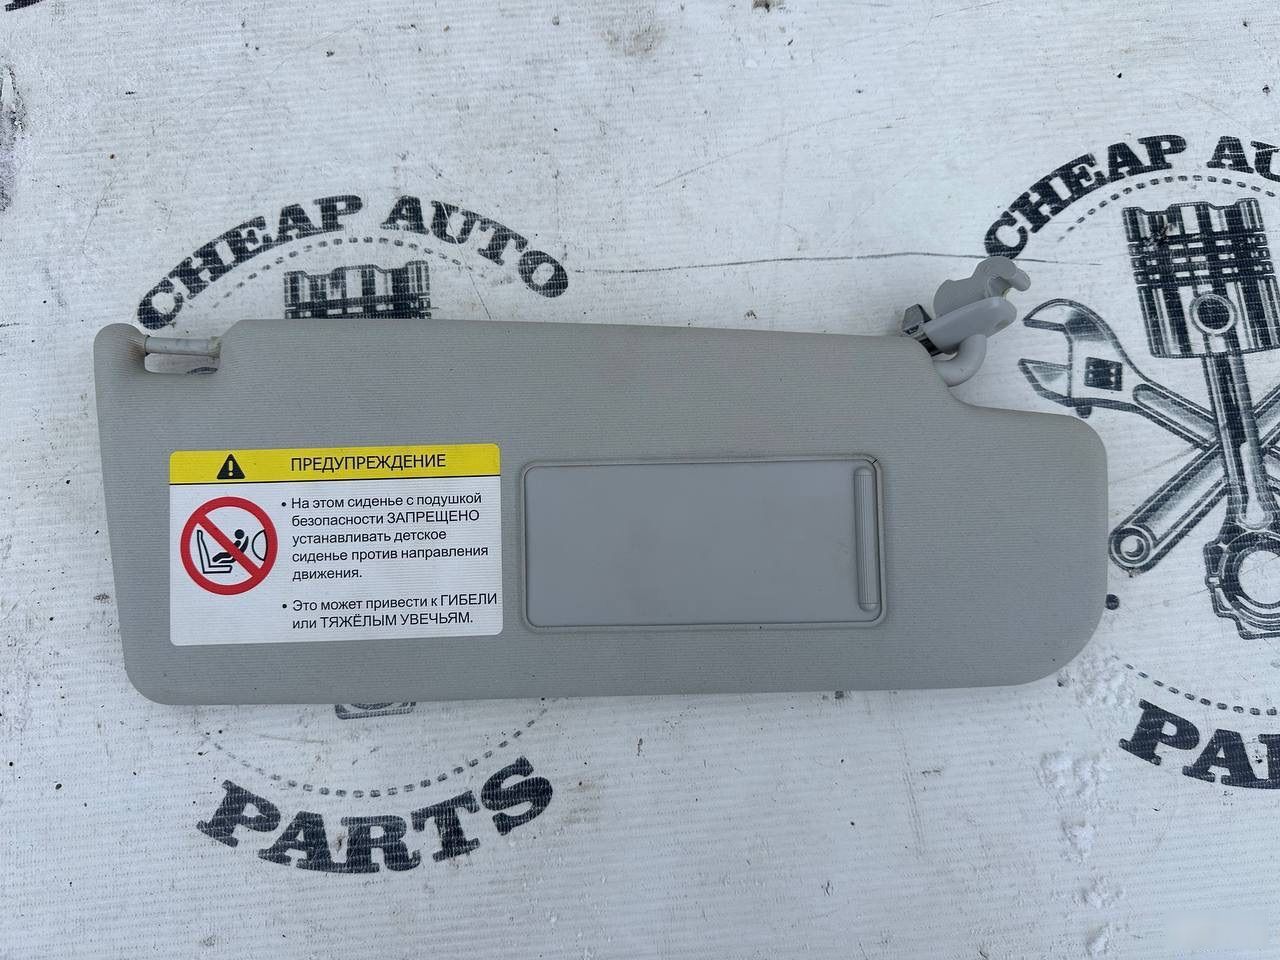 CHEAP AUTO
CHEAP AU
ПРЕДУПРЕЖДЕНИЕ
• На этом сиденье с подушкой
безопасности ЗАПРЕЩЕНО
устанавливать детское
сиденье против направления
движения.
• Это может привести к ГИБЕЛИ
или ТЯЖЁЛЫМ УВЕЧЬЯМ.
PARTS
PA